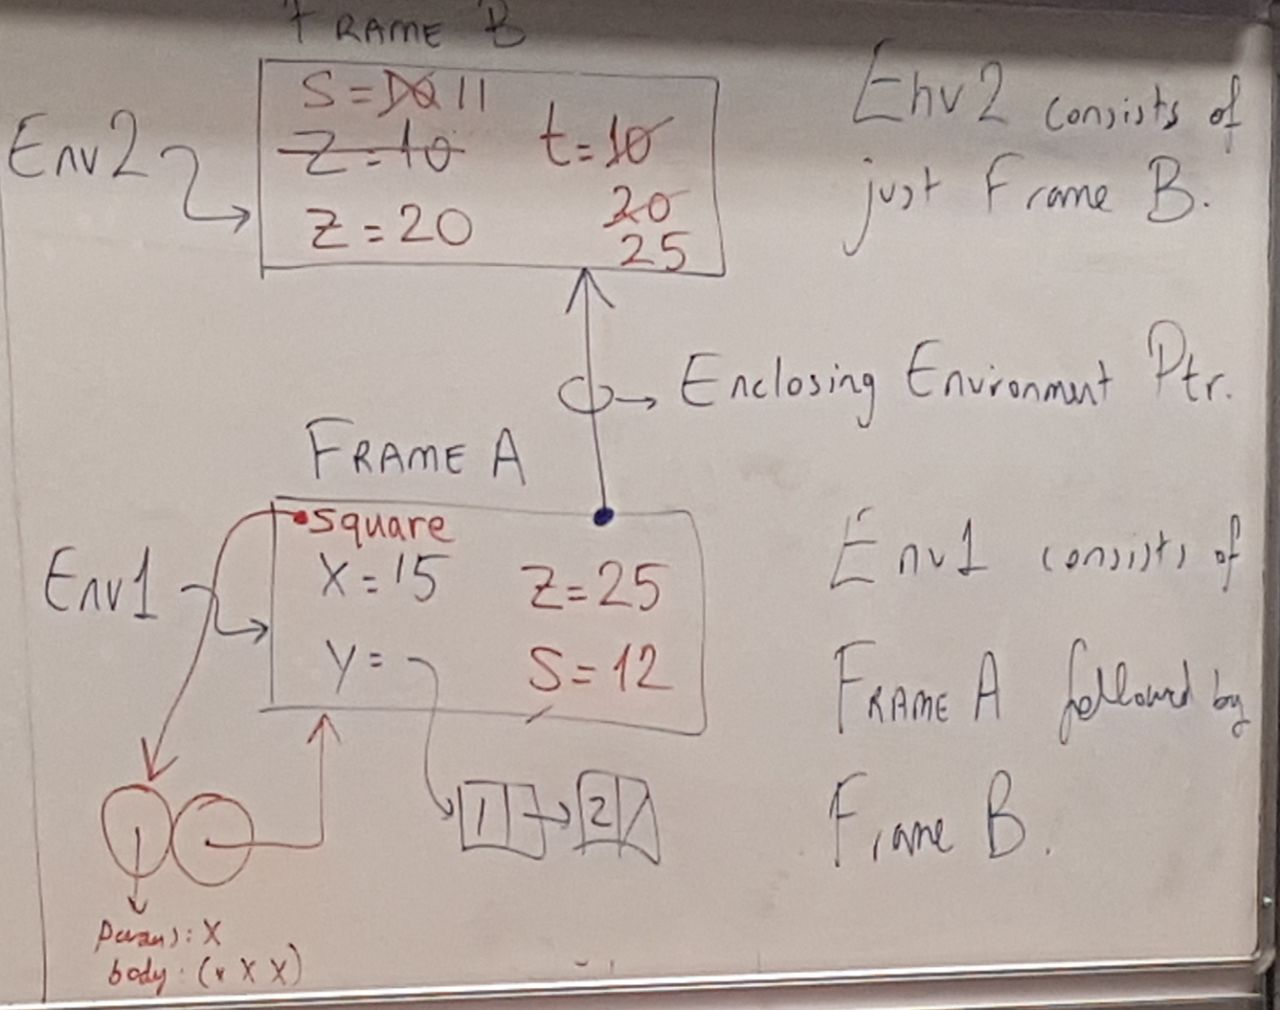 FRAME B
S = 10 11
Z = 10 t = 10
Z = 20 20
25
Env2
Env2 consists of
just Frame B.
Enclosing Environment Ptr.
FRAME A
square
X = 15 Z = 25
Y = S = 12
Env1
1 2
Env1 consists of
FRAME A followed by
Frame B.
params: X
body: (* X X)